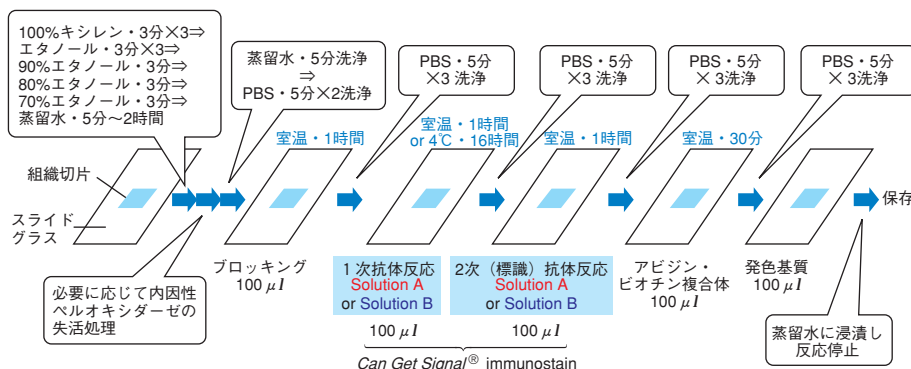 100%キシレン・3分×3⇒
エタノール・3分×3⇒
90%エタノール・3分⇒
80%エタノール・3分⇒
70%エタノール・3分⇒
蒸留水・5分〜2時間
蒸留水・5分洗浄
⇒
PBS・5分×2洗浄
PBS・5分
×3 洗浄
PBS・5分
×3 洗浄
PBS・5分
× 3洗浄
PBS・5分
× 3洗浄
室温・1時間
室温・1時間
or 4℃・16時間
室温・1時間
室温・30分
組織切片
スライド
グラス
保存
必要に応じて内因性
ペルオキシダーゼの
失活処理
ブロッキング
100 μl
1 次抗体反応
Solution A
or Solution B
100 μl
2次（標識）抗体反応
Solution A
or Solution B
100 μl
アビジン・
ビオチン複合体
100 μl
発色基質
100 μl
蒸留水に浸漬し
反応停止
Can Get Signal® immunostain